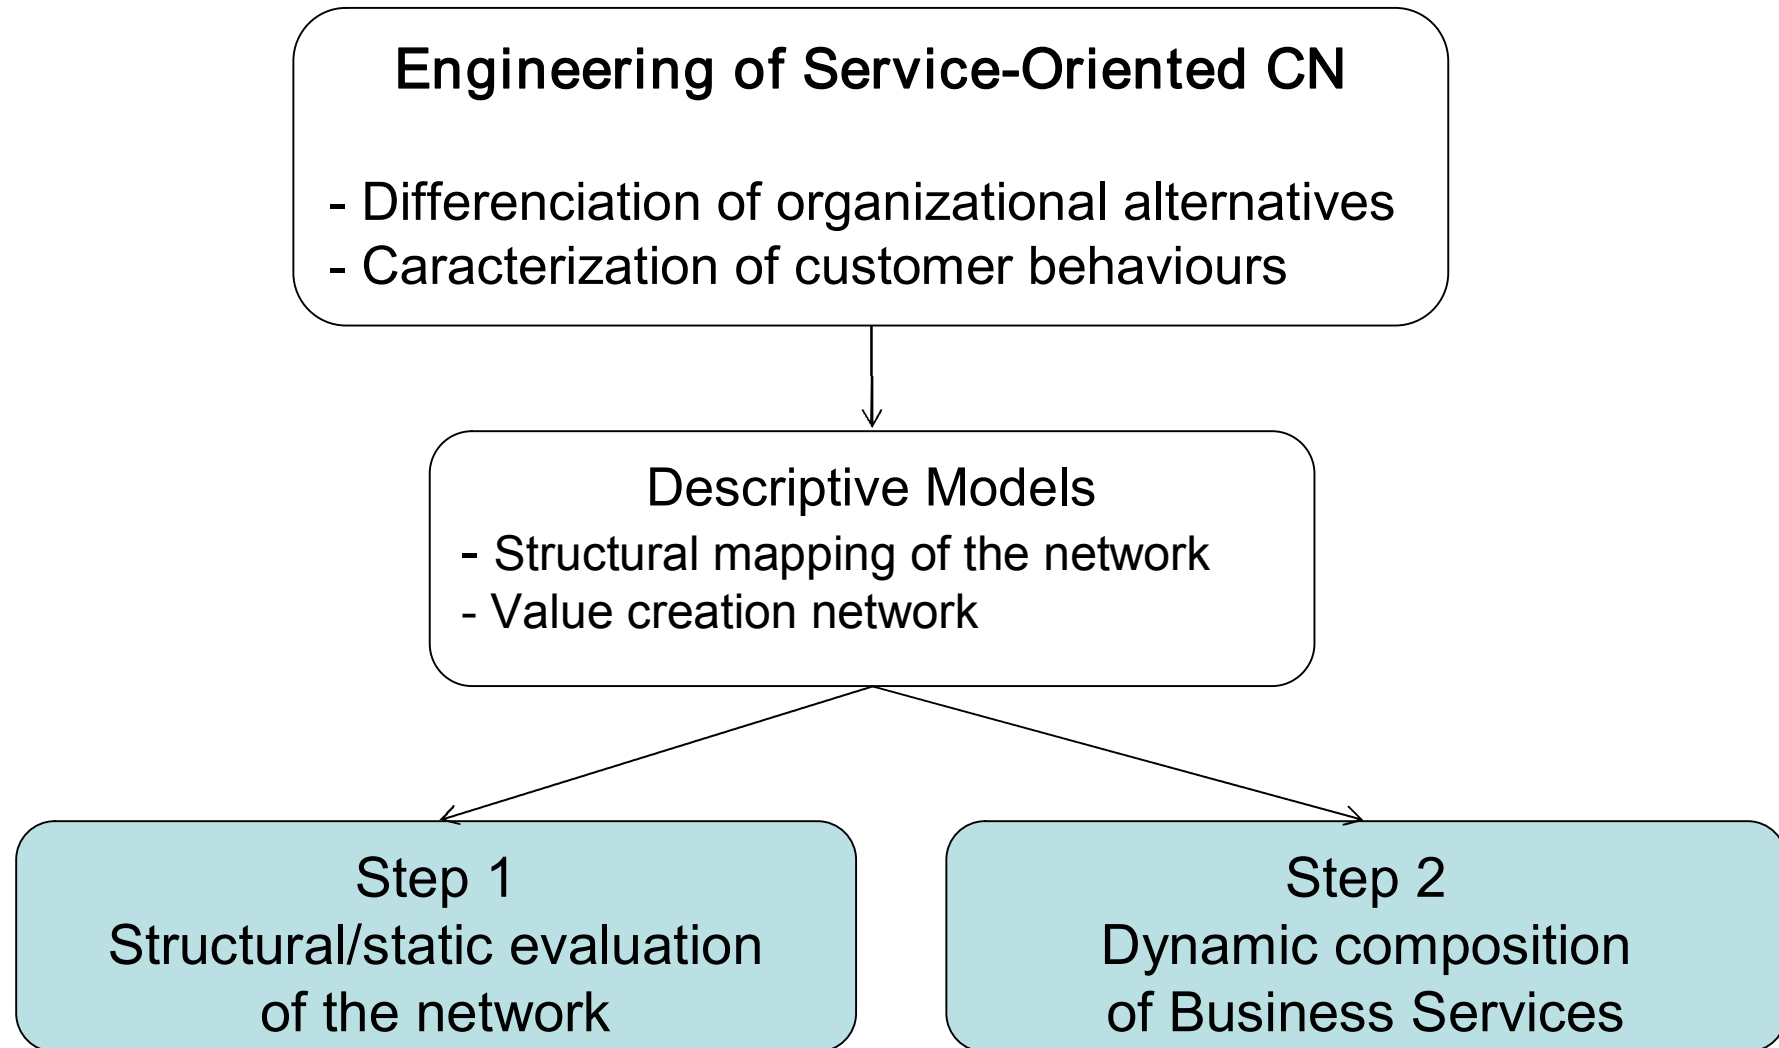 Engineering of Service-Oriented CN
- Differenciation of organizational alternatives
- Caracterization of customer behaviours
Descriptive Models
- Structural mapping of the network
- Value creation network
Step 1
Structural/static evaluation
of the network
Step 2
Dynamic composition
of Business Services